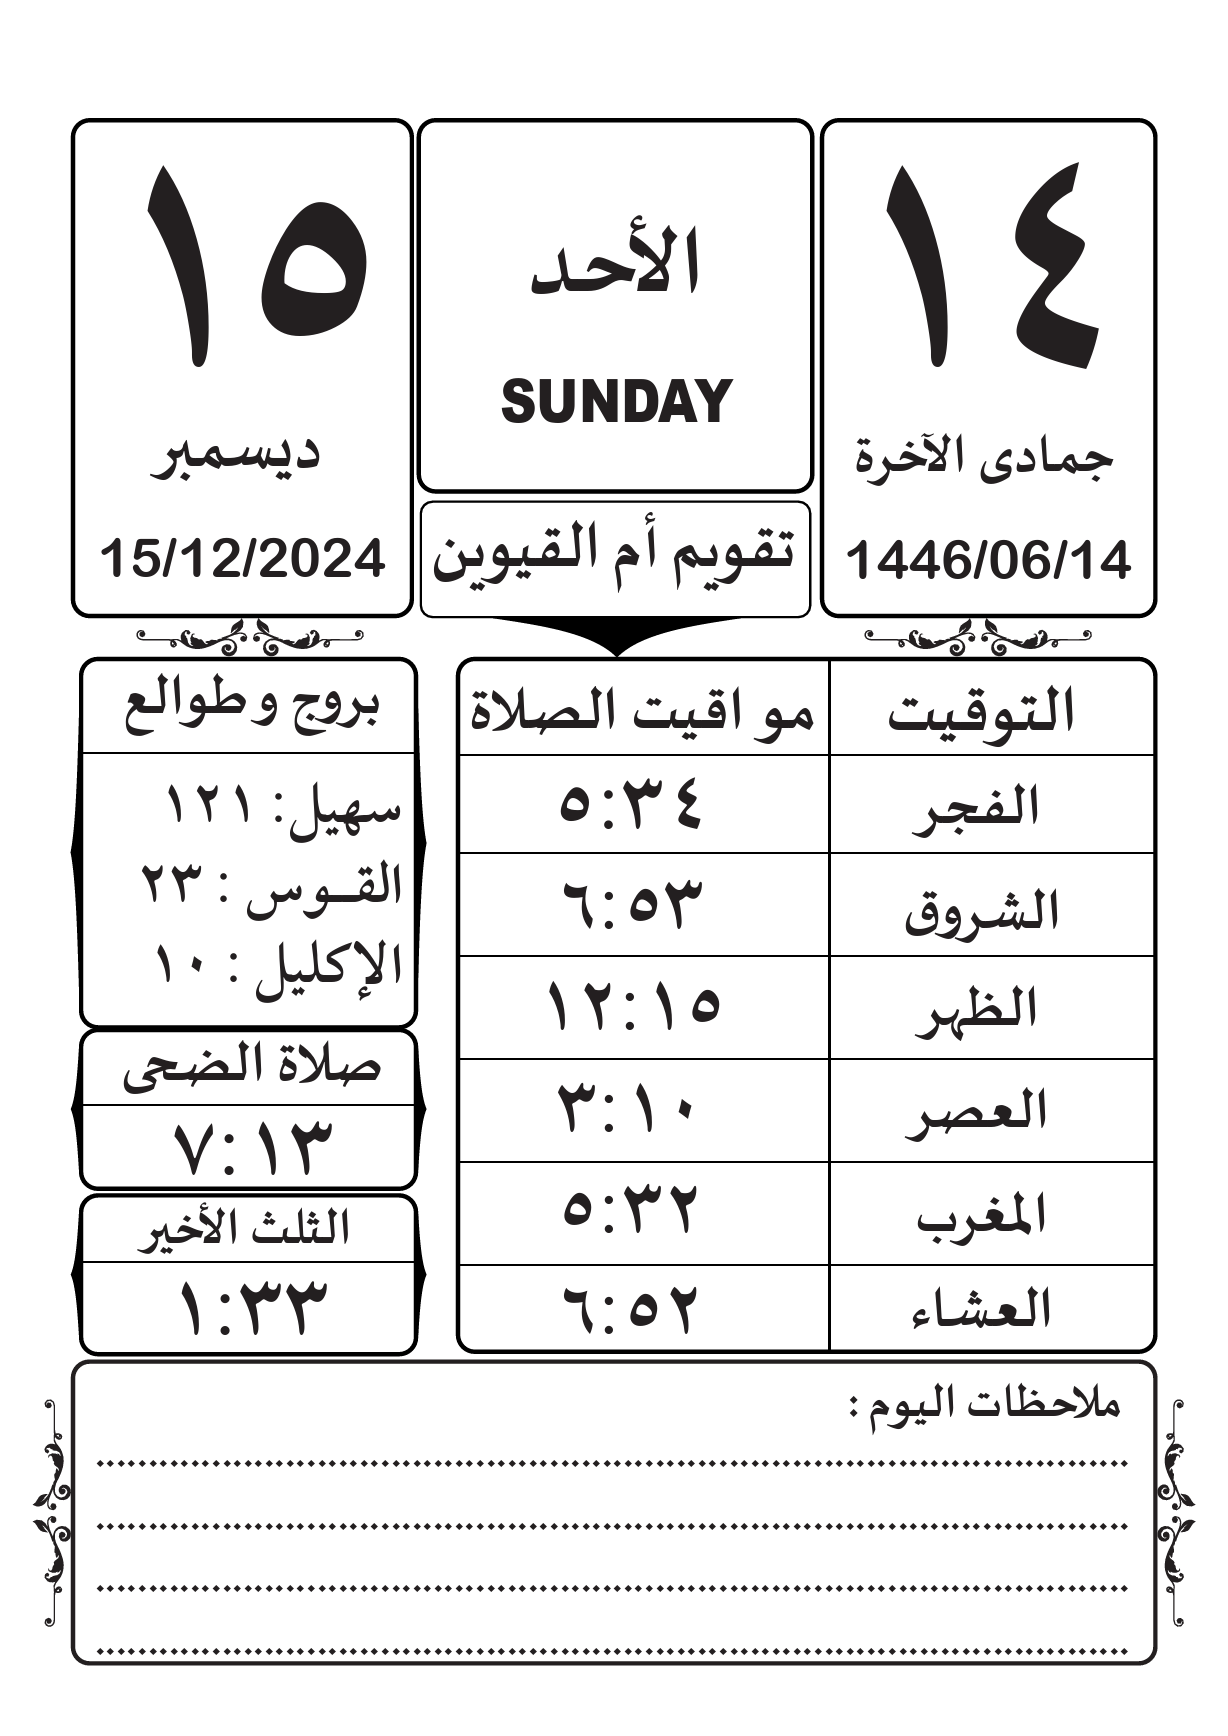 ١٤
جمادى الآخرة
1446/06/14
الأحد
SUNDAY
تقويم أم القيوين
١٥
ديسمبر
15/12/2024
التوقيت مو اقيت الصلاة
الفجر ٥:٣٤
الشروق ٦:٥٣
الظهر ١٢:١٥
العصر ٣:١٠
المغرب ٥:٣٢
العشاء ٦:٥٢
بروج وطوالع
سهيل: ١٢١
القـوس : ٢٣
الإكليل : ١٠
صلاة الضحى
٧:١٣
الثلث الأخير
١:٣٣
ملاحظات اليوم :